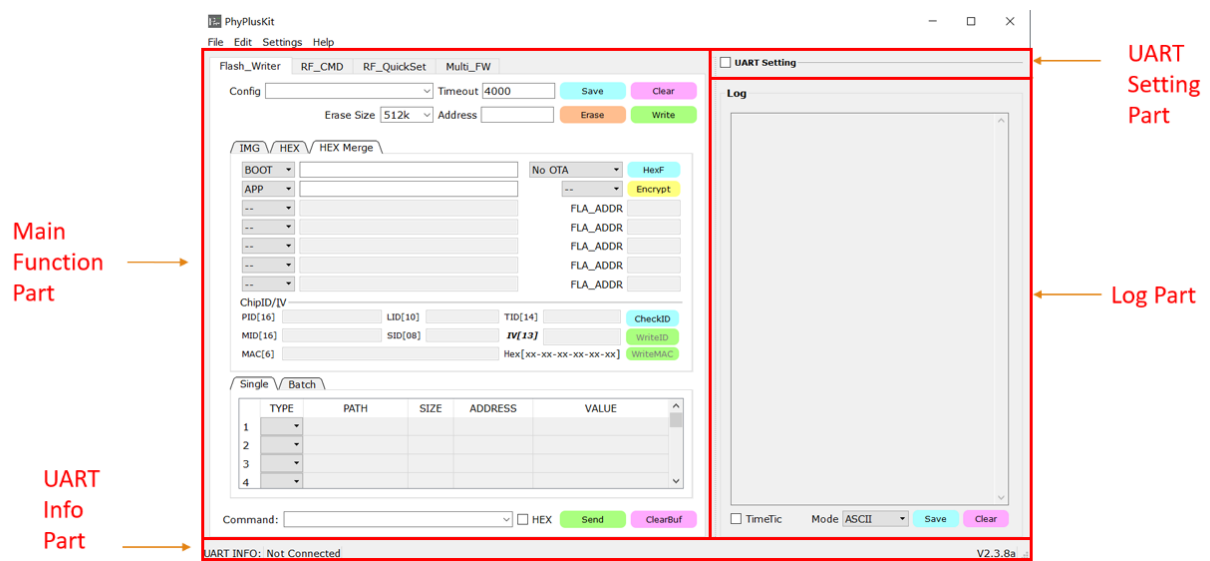 PhyPlusKit
File Edit Settings Help
Flash_Writer RF_CMD RF_QuickSet Multi_FW
UART Setting
Config Timeout 4000 Save Clear
Erase Size 512k Address Erase Write
Log
IMG HEX HEX Merge
BOOT No OTA HexF
APP -- Encrypt
-- FLA_ADDR
-- FLA_ADDR
-- FLA_ADDR
-- FLA_ADDR
-- FLA_ADDR
ChipID/IV
PID[16] LID[10] TID[14] CheckID
MID[16] SID[08] IV[13] WriteID
MAC[6] Hex[xx-xx-xx-xx-xx-xx] WriteMAC
Single Batch
TYPE PATH SIZE ADDRESS VALUE
1
2
3
4
Command: HEX Send ClearBuf
TimeTic Mode ASCII Save Clear
UART INFO: Not Connected V2.3.8a
Main
Function
Part
UART
Info
Part
UART
Setting
Part
Log Part